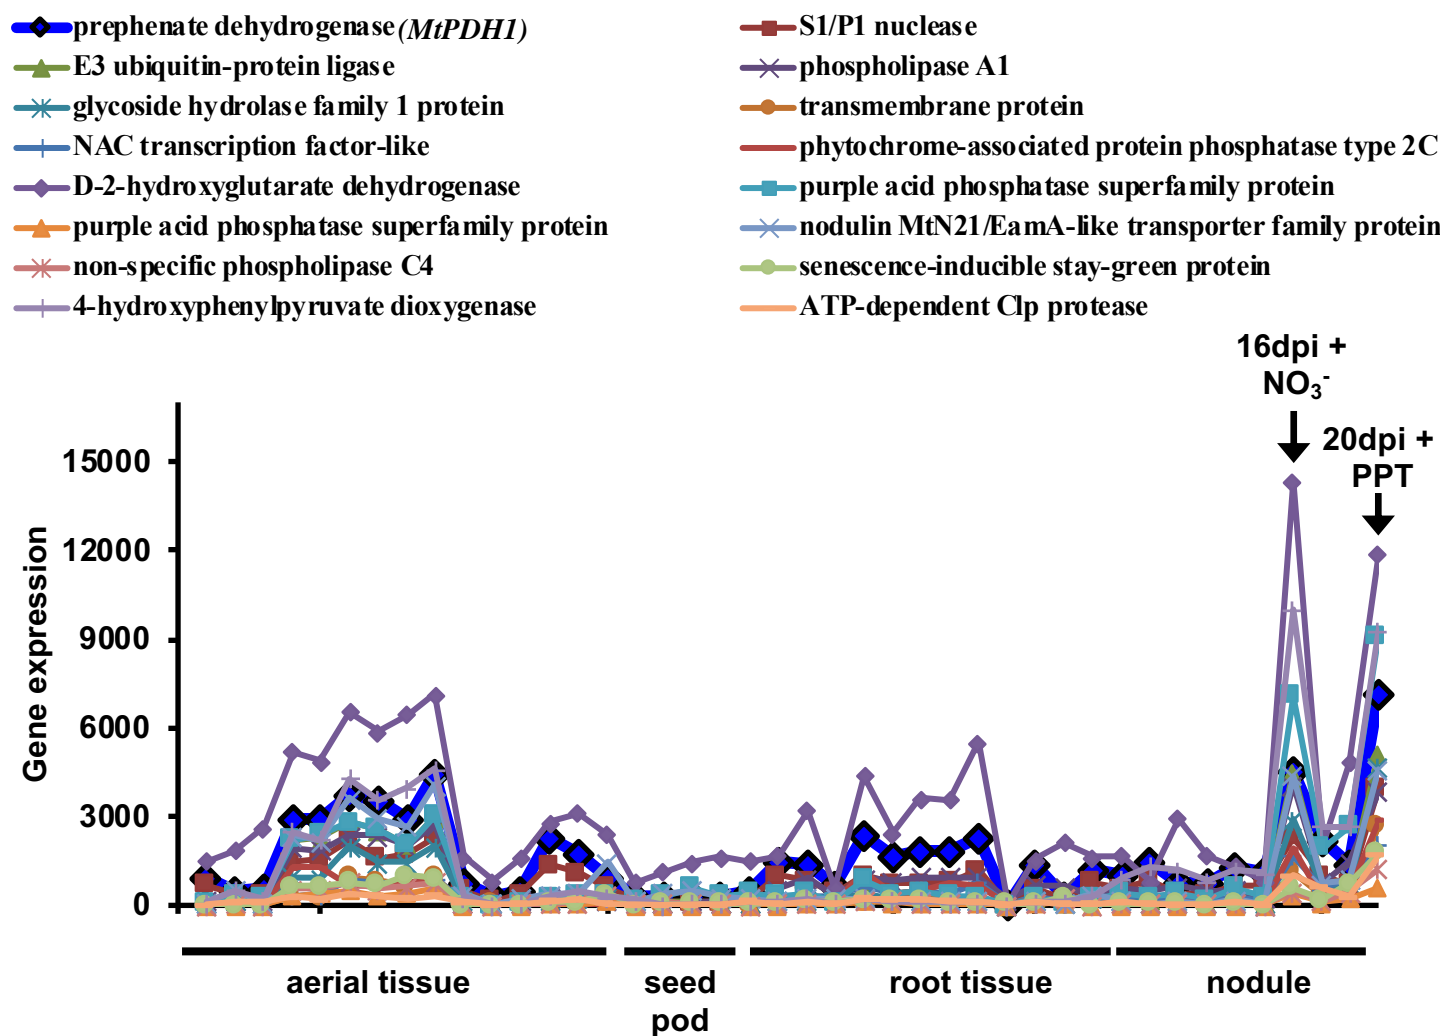 prephenate dehydrogenase (MtPDH1)
S1/P1 nuclease
E3 ubiquitin-protein ligase
phospholipase A1
glycoside hydrolase family 1 protein
transmembrane protein
NAC transcription factor-like
phytochrome-associated protein phosphatase type 2C
D-2-hydroxyglutarate dehydrogenase
purple acid phosphatase superfamily protein
purple acid phosphatase superfamily protein
nodulin MtN21/EamA-like transporter family protein
non-specific phospholipase C4
senescence-inducible stay-green protein
4-hydroxyphenylpyruvate dioxygenase
ATP-dependent Clp protease
16dpi +
NO₃⁻
20dpi +
PPT
15000
12000
9000
6000
3000
0
Gene expression
aerial tissue
seed
pod
root tissue
nodule